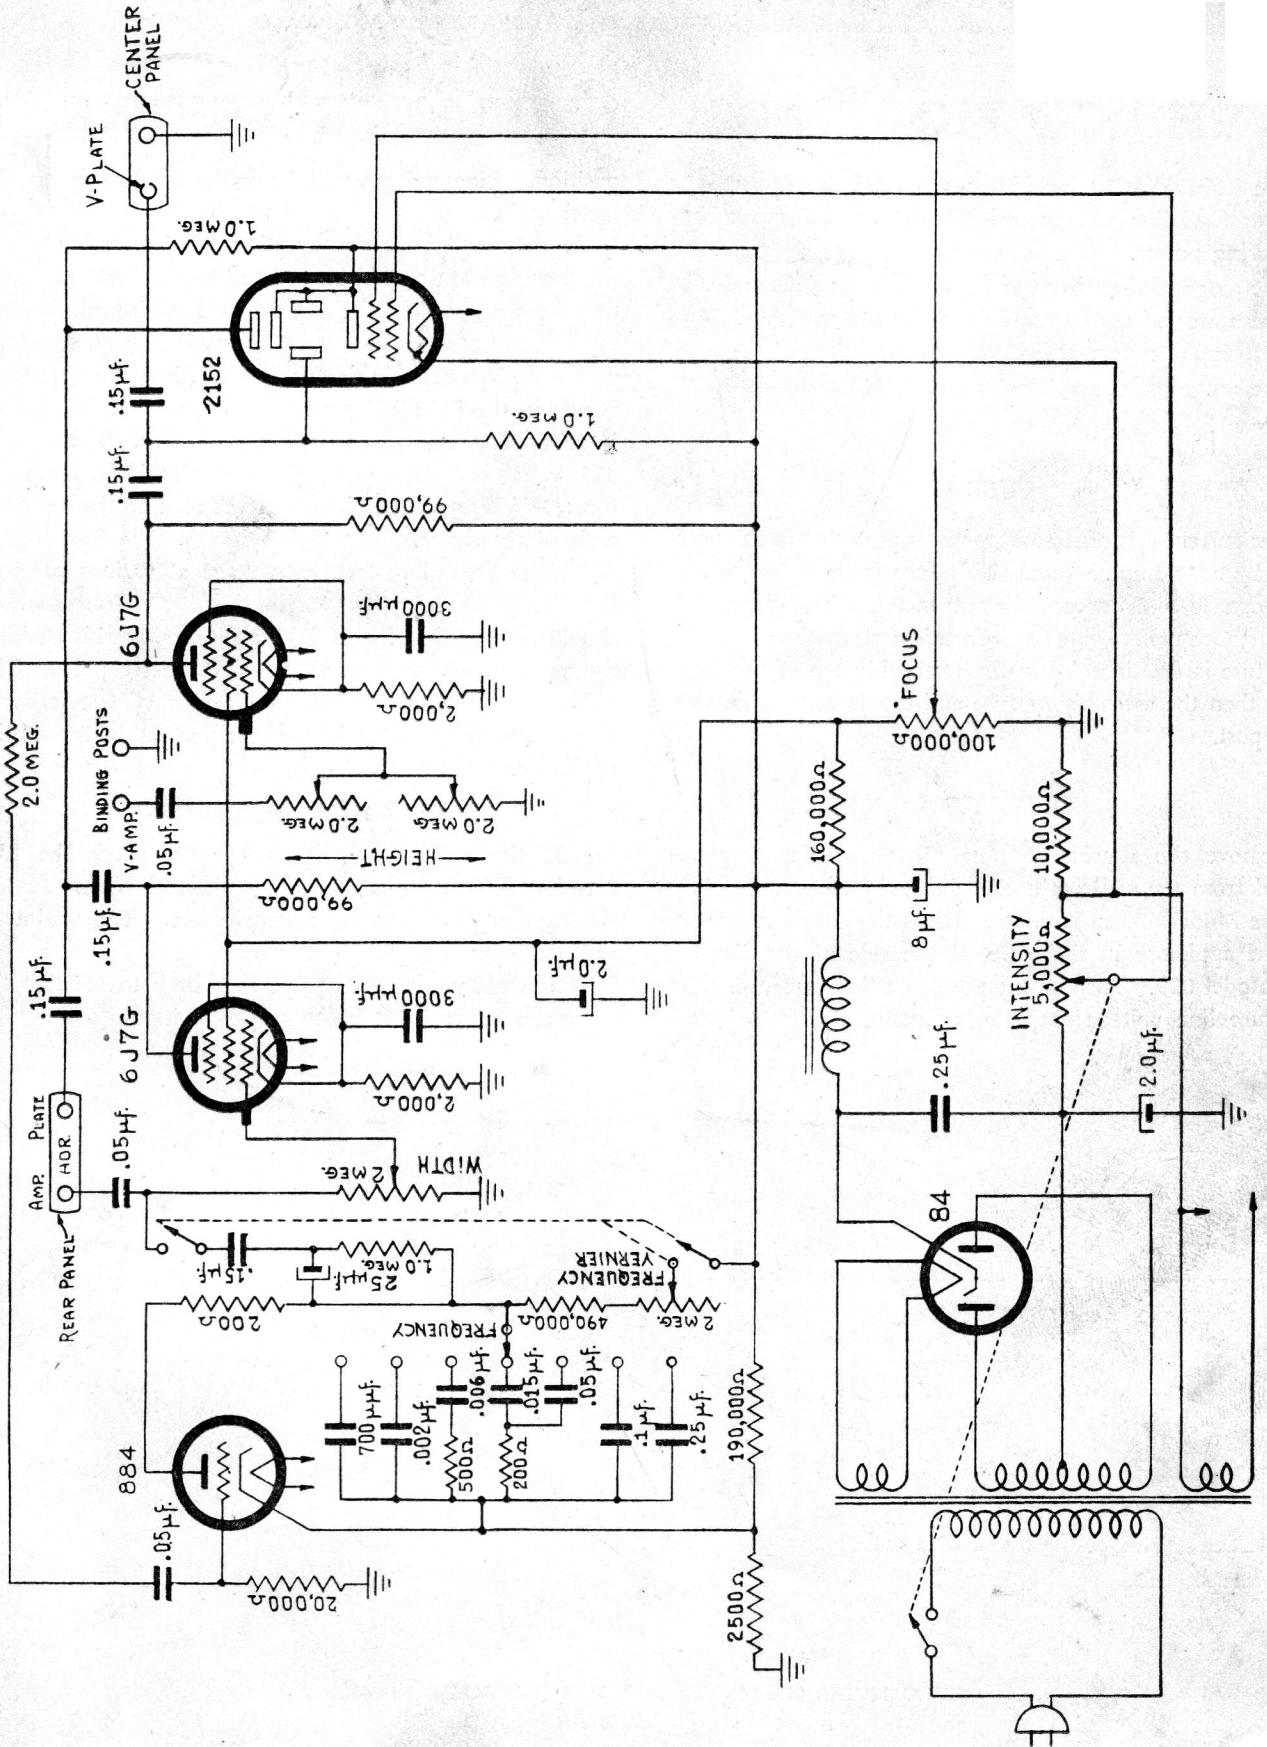 CENTER
PANEL
V-PLATE
1.0 MEG.
.15µf.
2152
.15µf.
1.0 MEG.
99,000Ω
6J7G
3000µµf.
2,000Ω
2.0 MEG.
BINDING POSTS
V-AMP.
.05µf.
2.0 MEG.
2.0 MEG.
HEIGHT
.15µf.
99,000Ω
.15µf.
6J7G
3000µµf.
2.0µf.
2,000Ω
PLATE
AMP.
HOR.
REAR PANEL
.05µf.
2 MEG.
WIDTH
.15µf.
25µµf.
1.0 MEG.
FREQUENCY
VERNIER
200Ω
FREQUENCY
490,000Ω
2 MEG.
884
700µµf.
.002µf.
.006µf.
500Ω
.015µf.
200Ω
.05µf.
.1µf.
.25µf.
190,000Ω
.05µf.
20,000Ω
2500Ω
FOCUS
100,000Ω
160,000Ω
10,000Ω
8µf.
INTENSITY
5,000Ω
.25µf.
2.0µf.
84